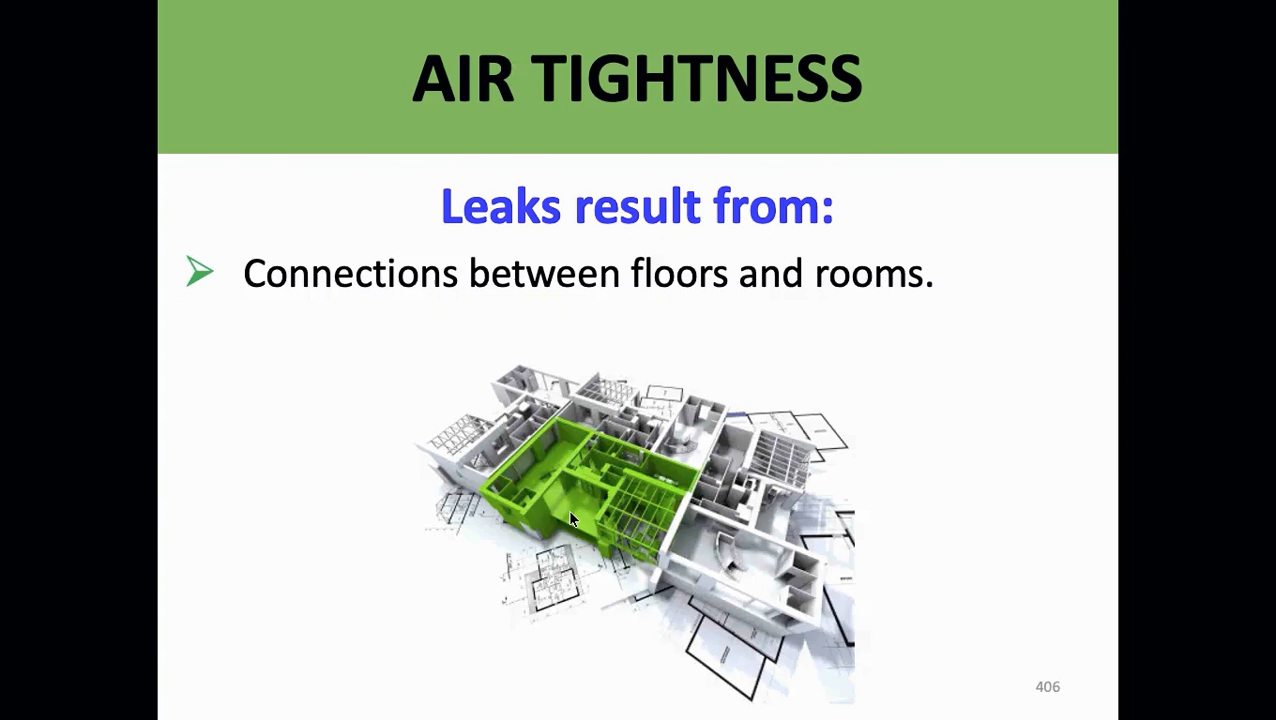 AIR TIGHTNESS
Leaks result from:
Connections between floors and rooms.
406